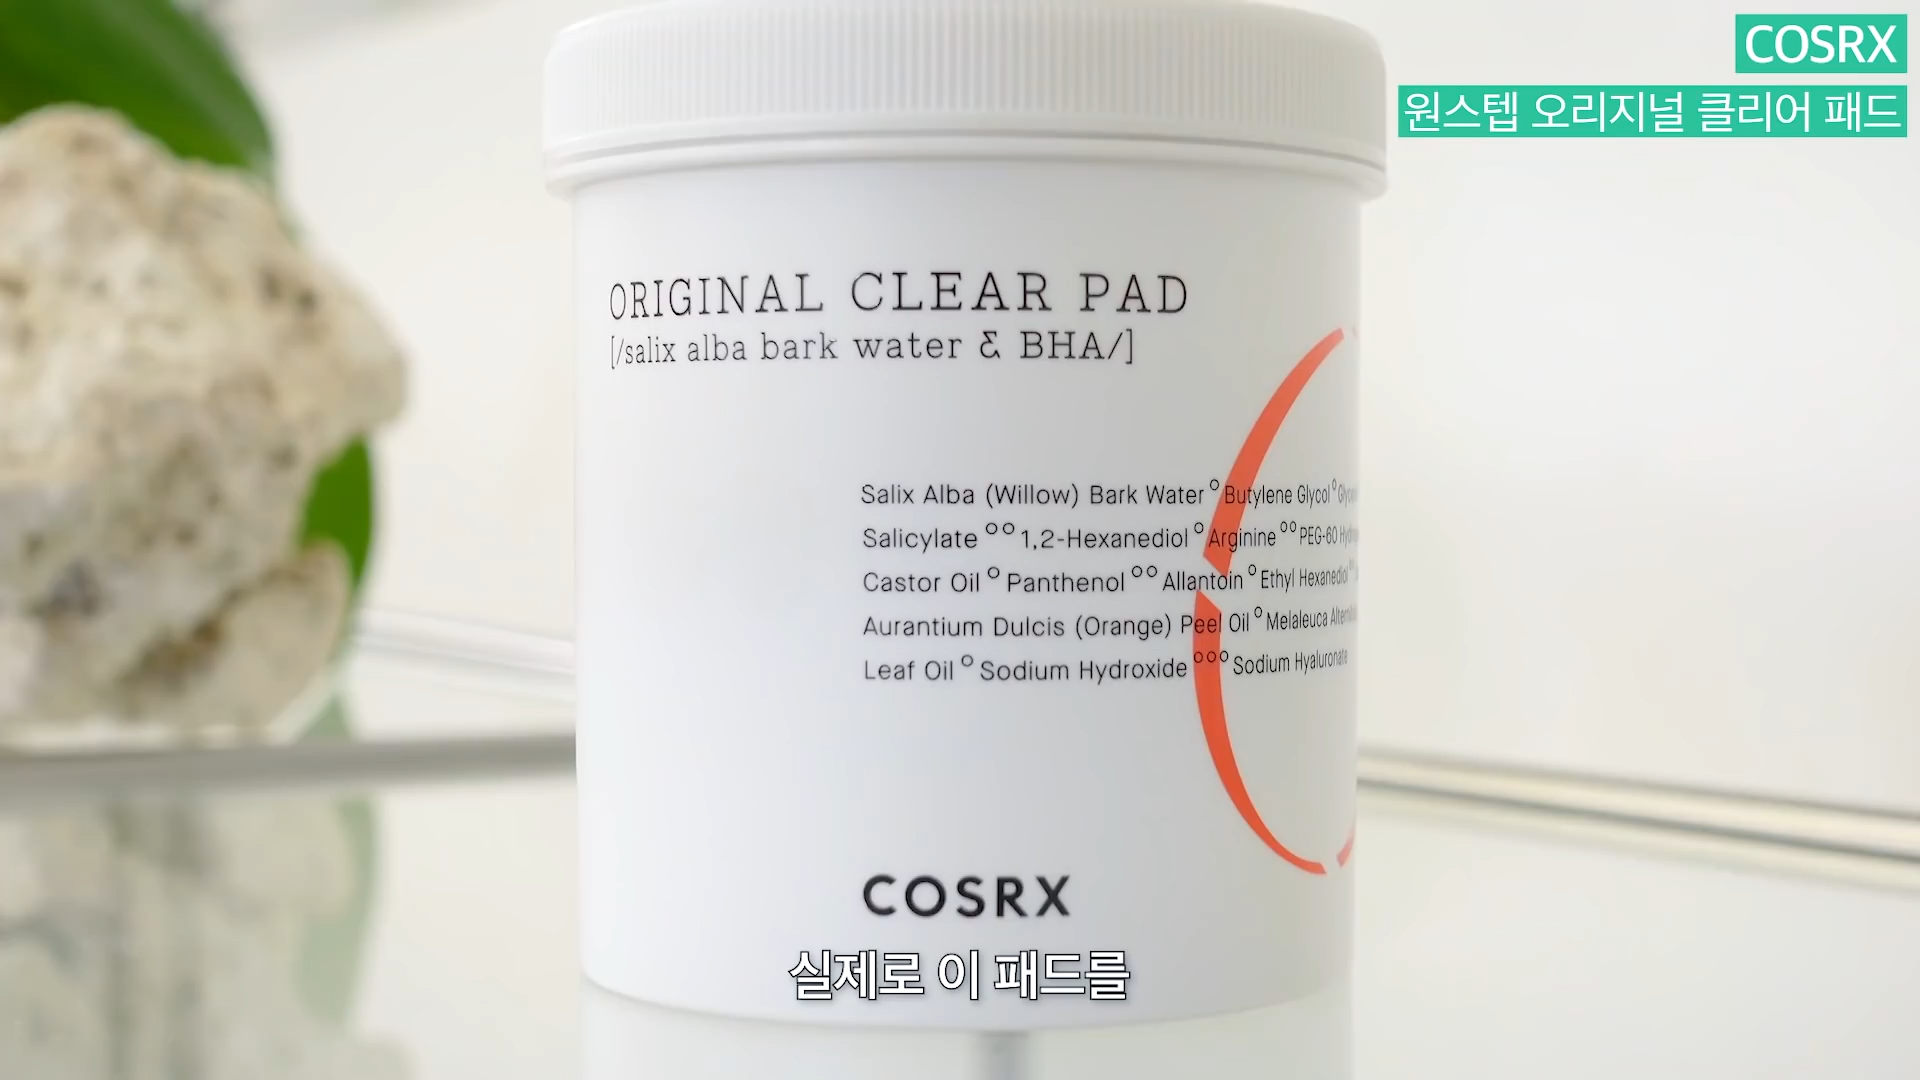 COSRX
원스텝 오리지널 클리어 패드
ORIGINAL CLEAR PAD
[/salix alba bark water & BHA/]
Salix Alba (Willow) Bark Water ° Butylene Glycol °
Salicylate °° 1,2-Hexanediol ° Arginine °° PEG-60
Castor Oil ° Panthenol °° Allantoin ° Ethyl Hexanediol
Aurantium Dulcis (Orange) Peel Oil ° Melaleuca
Leaf Oil ° Sodium Hydroxide °°° Sodium Hyaluronate
COSRX
실제로 이 패드를